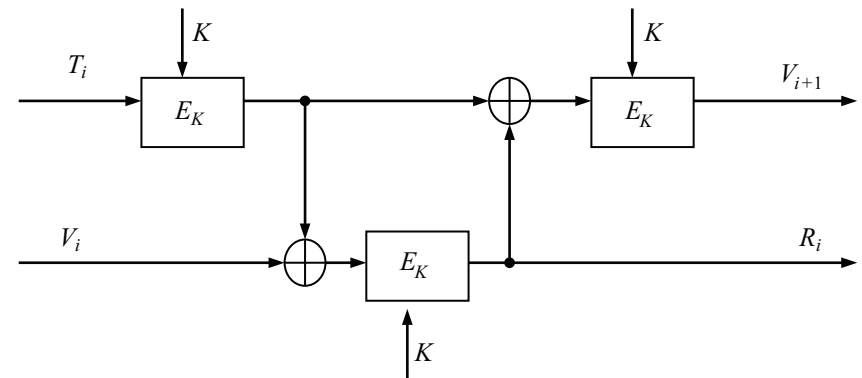 K K
T_i E_K E_K V_{i+1}
V_i E_K R_i
K